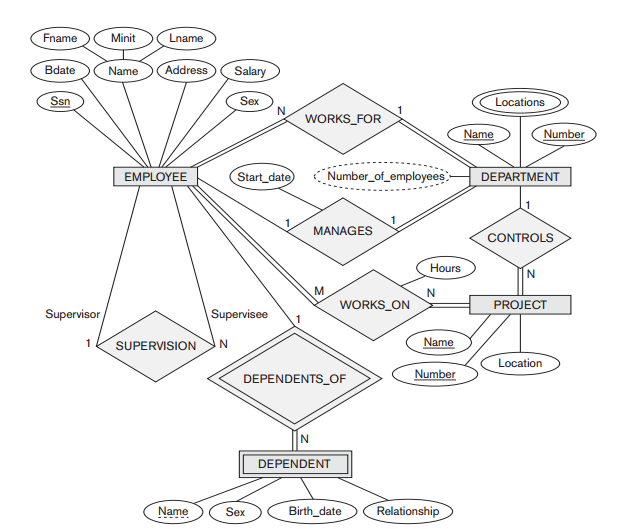 Fname
Minit
Lname
Bdate
Name
Address
Salary
Ssn
Sex
N
WORKS_FOR
1
Locations
Name
Number
EMPLOYEE
Start_date
Number_of_employees
DEPARTMENT
1
MANAGES
1
1
CONTROLS
N
Hours
M
WORKS_ON
N
PROJECT
Supervisor
Supervisee
1
SUPERVISION
N
1
Name
Number
Location
DEPENDENTS_OF
N
DEPENDENT
Name
Sex
Birth_date
Relationship